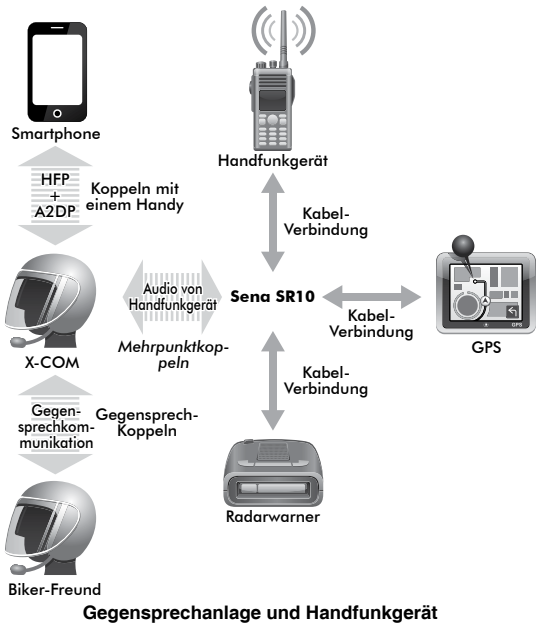 Smartphone
Handfunkgerät
HFP
+
A2DP
Koppeln mit
einem Handy
Kabel-
Verbindung
Audio von
Handfunkgerät
Sena SR10
Kabel-
Verbindung
GPS
GPS
X-COM
Mehrpunktkop-
peln
Kabel-
Verbindung
Gegen-
sprechkom-
munikation
Gegensprech-
Koppeln
Radarwarner
Biker-Freund
Gegensprechanlage und Handfunkgerät